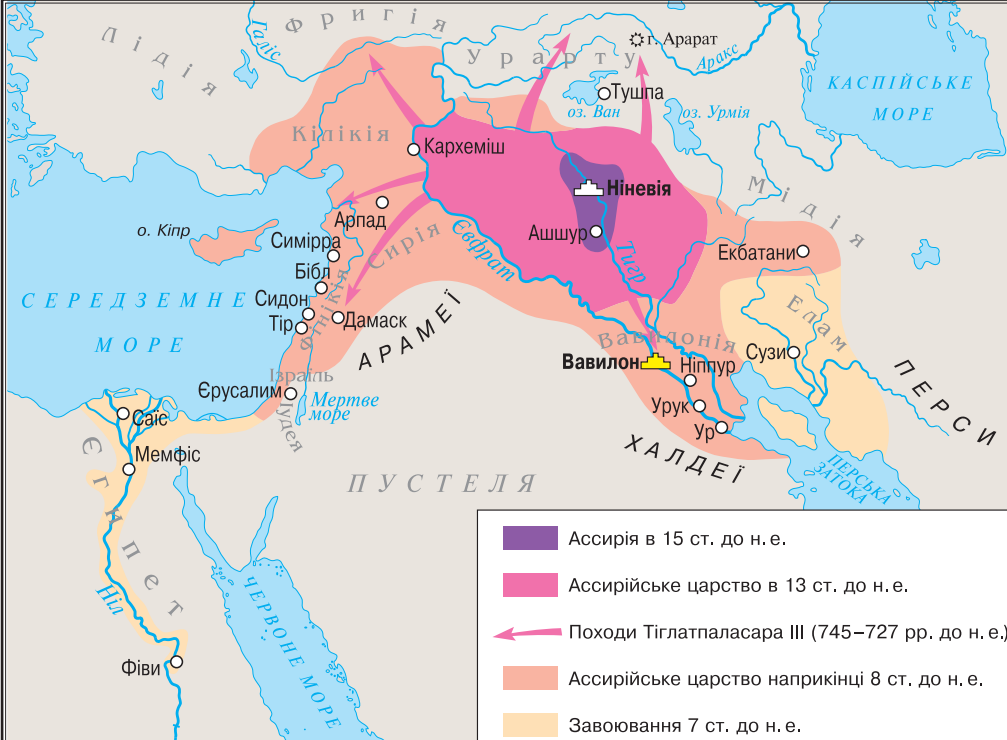 Фригія
Лідія
Галіс
Урарту
г. Арарат
Аракс
Тушпа
оз. Ван
оз. Урмія
КАСПІЙСЬКЕ
МОРЕ
Кілікія
Кархеміш
Ніневія
Мідія
Арпад
Ашшур
о. Кіпр
Симірра
Сирія
Євфрат
Тигр
Екбатани
Бібл
СЕРЕДЗЕМНЕ
МОРЕ
Сидон
Фінікія
Тір
Дамаск
АРАМЕЇ
Елам
Вавилонія
Сузи
Вавилон
Ніппур
ПЕРСИ
Ізраїль
Єрусалим
Мертве
море
Іудея
Урук
Ур
ХАЛДЕЇ
Саїс
Мемфіс
Єгипет
ПУСТЕЛЯ
ПЕРСЬКА
ЗАТОКА
Ніл
ЧЕРВОНЕ МОРЕ
Фіви
Ассирія в 15 ст. до н. е.
Ассирійське царство в 13 ст. до н. е.
Походи Тіглатпаласара III (745–727 рр. до н. е.)
Ассирійське царство наприкінці 8 ст. до н. е.
Завоювання 7 ст. до н. е.